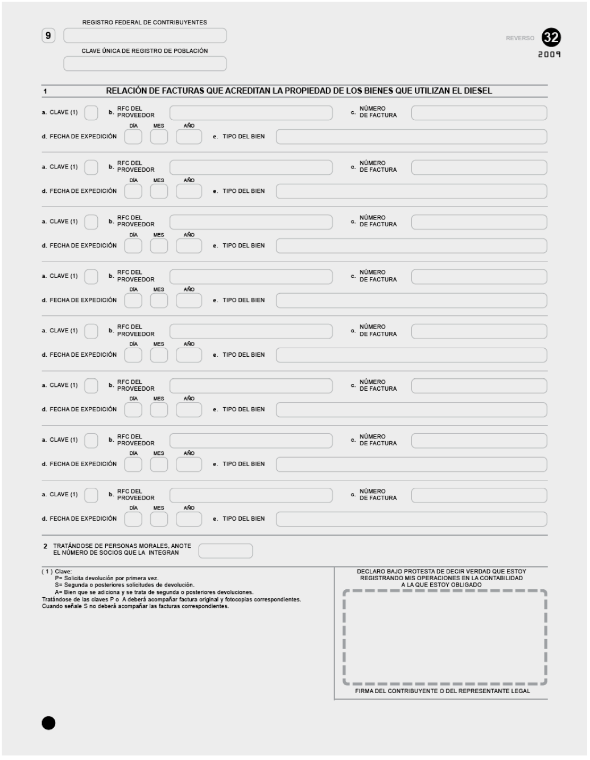 REGISTRO FEDERAL DE CONTRIBUYENTES
9
REVERSO 32
CLAVE ÚNICA DE REGISTRO DE POBLACIÓN
2009
1 RELACIÓN DE FACTURAS QUE ACREDITAN LA PROPIEDAD DE LOS BIENES QUE UTILIZAN EL DIESEL
a. CLAVE (1) b. RFC DEL PROVEEDOR c. NÚMERO DE FACTURA
DÍA MES AÑO
d. FECHA DE EXPEDICIÓN e. TIPO DEL BIEN
a. CLAVE (1) b. RFC DEL PROVEEDOR c. NÚMERO DE FACTURA
DÍA MES AÑO
d. FECHA DE EXPEDICIÓN e. TIPO DEL BIEN
a. CLAVE (1) b. RFC DEL PROVEEDOR c. NÚMERO DE FACTURA
DÍA MES AÑO
d. FECHA DE EXPEDICIÓN e. TIPO DEL BIEN
a. CLAVE (1) b. RFC DEL PROVEEDOR c. NÚMERO DE FACTURA
DÍA MES AÑO
d. FECHA DE EXPEDICIÓN e. TIPO DEL BIEN
a. CLAVE (1) b. RFC DEL PROVEEDOR c. NÚMERO DE FACTURA
DÍA MES AÑO
d. FECHA DE EXPEDICIÓN e. TIPO DEL BIEN
a. CLAVE (1) b. RFC DEL PROVEEDOR c. NÚMERO DE FACTURA
DÍA MES AÑO
d. FECHA DE EXPEDICIÓN e. TIPO DEL BIEN
a. CLAVE (1) b. RFC DEL PROVEEDOR c. NÚMERO DE FACTURA
DÍA MES AÑO
d. FECHA DE EXPEDICIÓN e. TIPO DEL BIEN
a. CLAVE (1) b. RFC DEL PROVEEDOR c. NÚMERO DE FACTURA
DÍA MES AÑO
d. FECHA DE EXPEDICIÓN e. TIPO DEL BIEN
2 TRATÁNDOSE DE PERSONAS MORALES, ANOTE
EL NÚMERO DE SOCIOS QUE LA INTEGRAN
( 1 ) Clave:
P= Solicita devolución por primera vez.
S= Segunda o posteriores solicitudes de devolución.
A= Bien que se adiciona y se trata de segunda o posteriores devoluciones.
Tratándose de las claves P o A deberá acompañar factura original y fotocopias correspondientes.
Cuando señale S no deberá acompañar las facturas correspondientes.
DECLARO BAJO PROTESTA DE DECIR VERDAD QUE ESTOY
REGISTRANDO MIS OPERACIONES EN LA CONTABILIDAD
A LA QUE ESTOY OBLIGADO
FIRMA DEL CONTRIBUYENTE O DEL REPRESENTANTE LEGAL